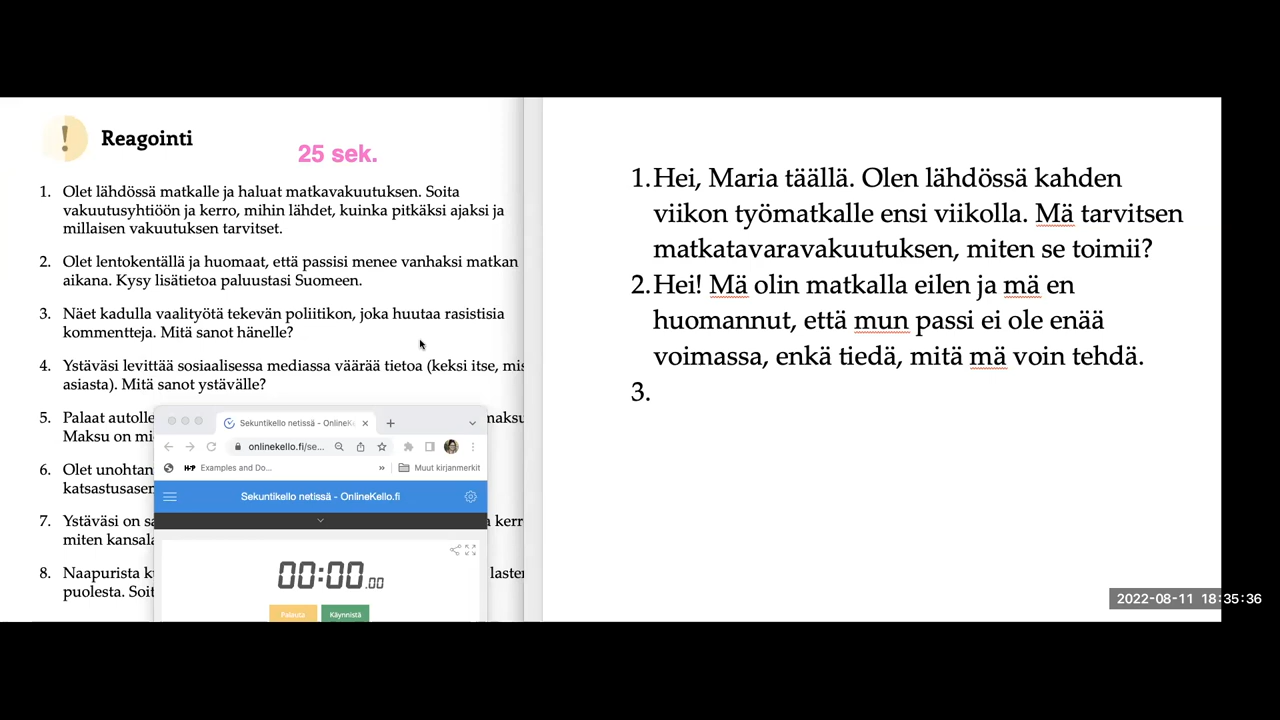 Reagointi
25 sek.
1. Olet lähdössä matkalle ja haluat matkavakuutuksen. Soita
vakuutusyhtiöön ja kerro, mihin lähdet, kuinka pitkäksi ajaksi ja
millaisen vakuutuksen tarvitset.
2. Olet lentokentällä ja huomaat, että passisi menee vanhaksi matkan
aikana. Kysy lisätietoa paluustasi Suomeen.
3. Näet kadulla vaalityötä tekevän poliitikon, joka huutaa rasistisia
kommentteja. Mitä sanot hänelle?
4. Ystäväsi levittää sosiaalisessa mediassa väärää tietoa (keksi itse,
asiasta). Mitä sanot ystävälle?
5. Palaat autolle
Maksu on
6. Olet
7. Ystäväsi on
miten
8. Naapurista
puolesta.
Sekuntikello netissä - OnlineKe
onlinekello.fi/se...
Examples and Do...
» Muut kirjanmerkit
Sekuntikello netissä - OnlineKello.fi
00:00.00
Palauta Käynnistä
1. Hei, Maria täällä. Olen lähdössä kahden
viikon työmatkalle ensi viikolla. Mä tarvitsen
matkatavaravakuutuksen, miten se toimii?
2. Hei! Mä olin matkalla eilen ja mä en
huomannut, että mun passi ei ole enää
voimassa, enkä tiedä, mitä mä voin tehdä.
3.
2022-08-11 18:35:36